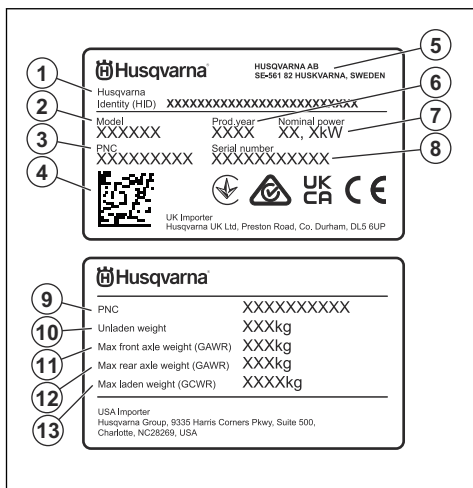 Husqvarna
HUSQVARNA AB
SE-561 82 HUSKVARNA, SWEDEN
Husqvarna
Identity (HID) XXXXXXXXXXXXXXXXXXXXXXXXX
Model Prod.year Nominal power
XXXXXX XXXX XX, XkW
PNC Serial number
XXXXXXXXX XXXXXXXXXXX
UK CA CE
UK Importer
Husqvarna UK Ltd, Preston Road, Co, Durham, DL5 6UP
1
2
3
4
5
6
7
8
Husqvarna
PNC XXXXXXXXXX
Unladen weight XXXkg
Max front axle weight (GAWR) XXXkg
Max rear axle weight (GAWR) XXXkg
Max laden weight (GCWR) XXXXkg
USA Importer
Husqvarna Group, 9335 Harris Corners Pkwy, Suite 500,
Charlotte, NC28269, USA
9
10
11
12
13